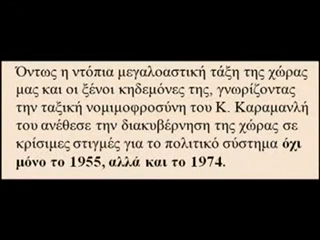 Όντως η ντόπια μεγαλοαστική τάξη της χώρας
μας και οι ξένοι κηδεμόνες της, γνωρίζοντας
την ταξική νομιμοφροσύνη του Κ. Καραμανλή
του ανέθεσε την διακυβέρνηση της χώρας σε
κρίσιμες στιγμές για το πολιτικό σύστημα όχι
μόνο το 1955, αλλά και το 1974.